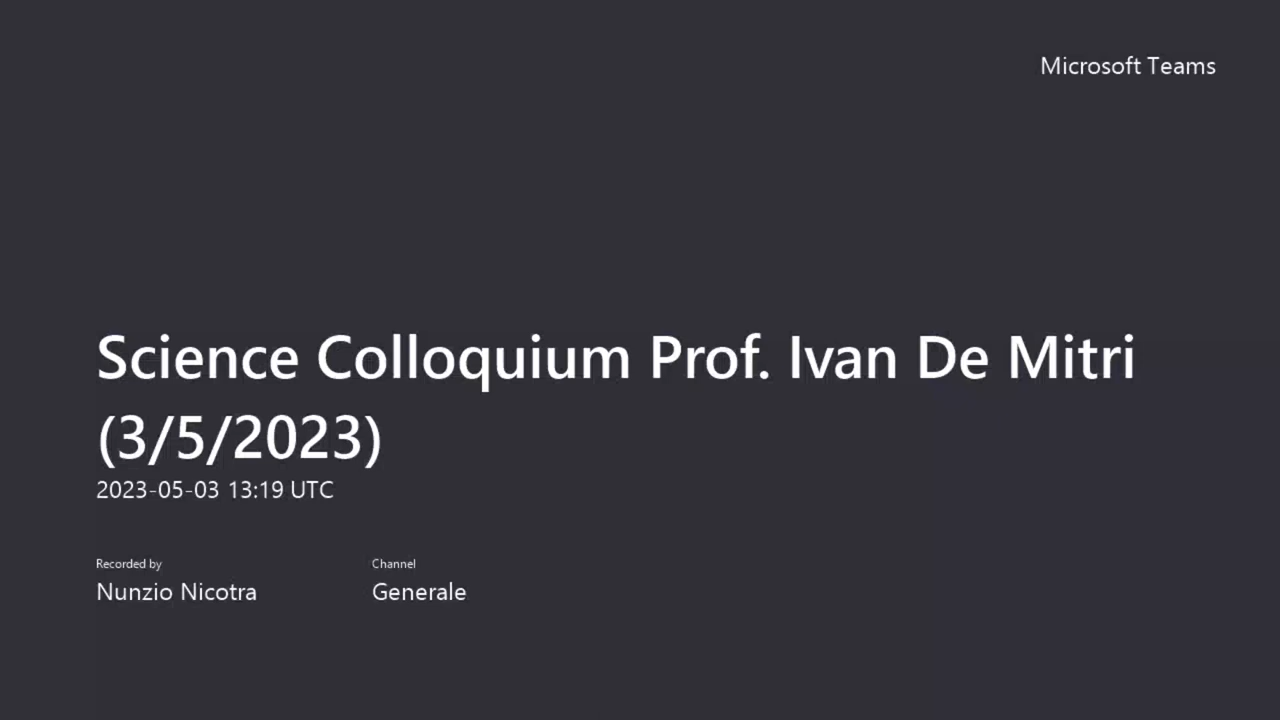 Microsoft Teams
Science Colloquium Prof. Ivan De Mitri
(3/5/2023)
2023-05-03 13:19 UTC
Recorded by
Nunzio Nicotra
Channel
Generale